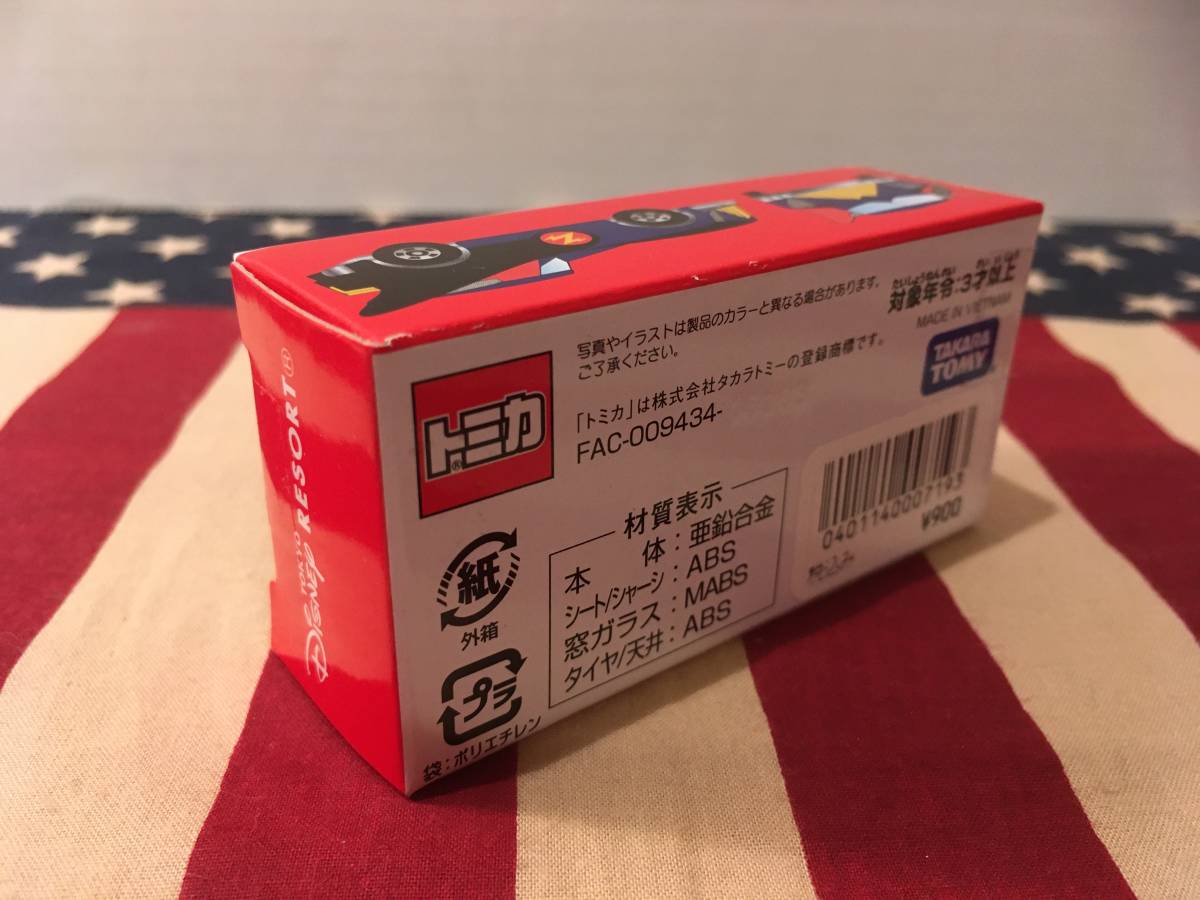 TOKYO
Disney RESORT
トミカ
写真やイラストは製品のカラーと異なる場合があります。
ご了承ください。
「トミカ」は株式会社タカラトミーの登録商標です。
FAC-009434-
たいしょうねんれい　さい　いじょう
対象年令:3才以上
MADE IN VIETNAM
TAKARA
TOMY
材質表示
本体:亜鉛合金
シート/シャーシ:ABS
窓ガラス:MABS
タイヤ/天井:ABS
紙
外箱
プラ
袋:ポリエチレン
0401140007193
¥900